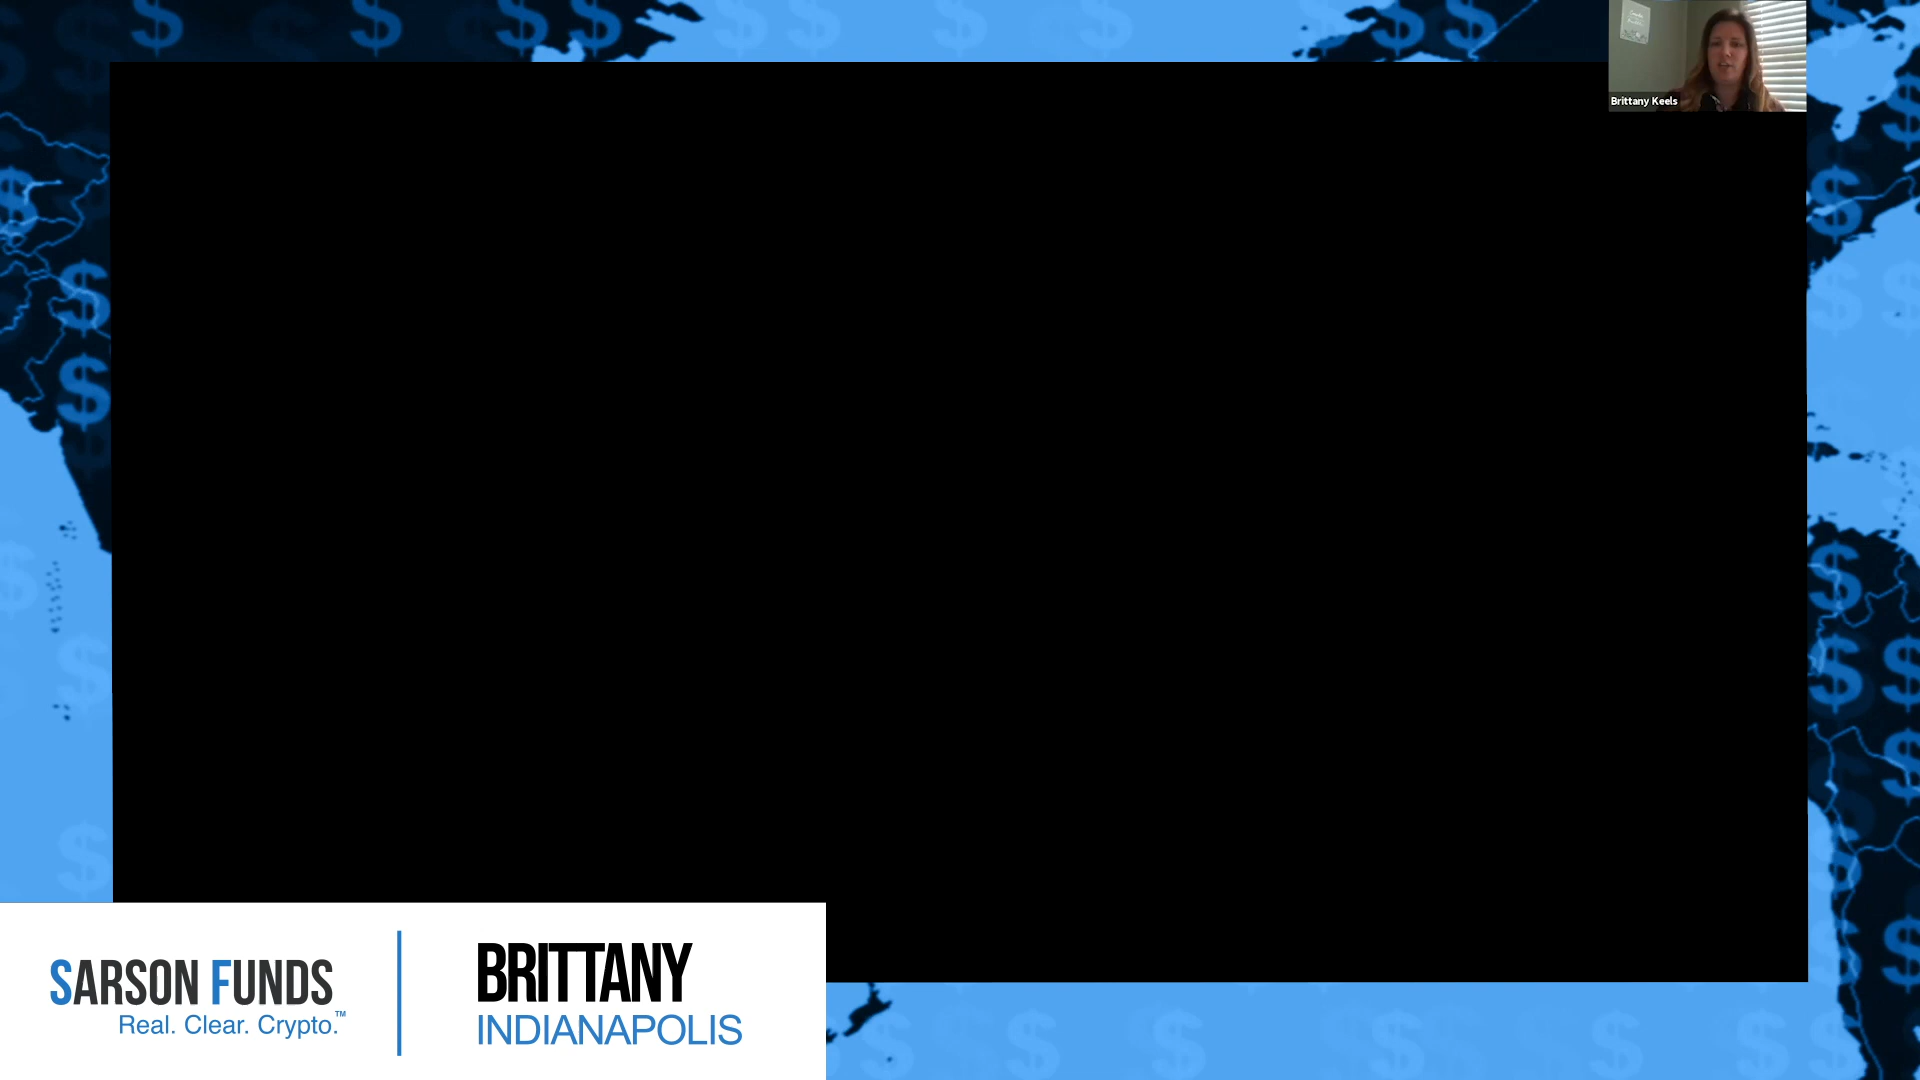 Brittany Keels
SARSON FUNDS
Real. Clear. Crypto.™
BRITTANY
INDIANAPOLIS